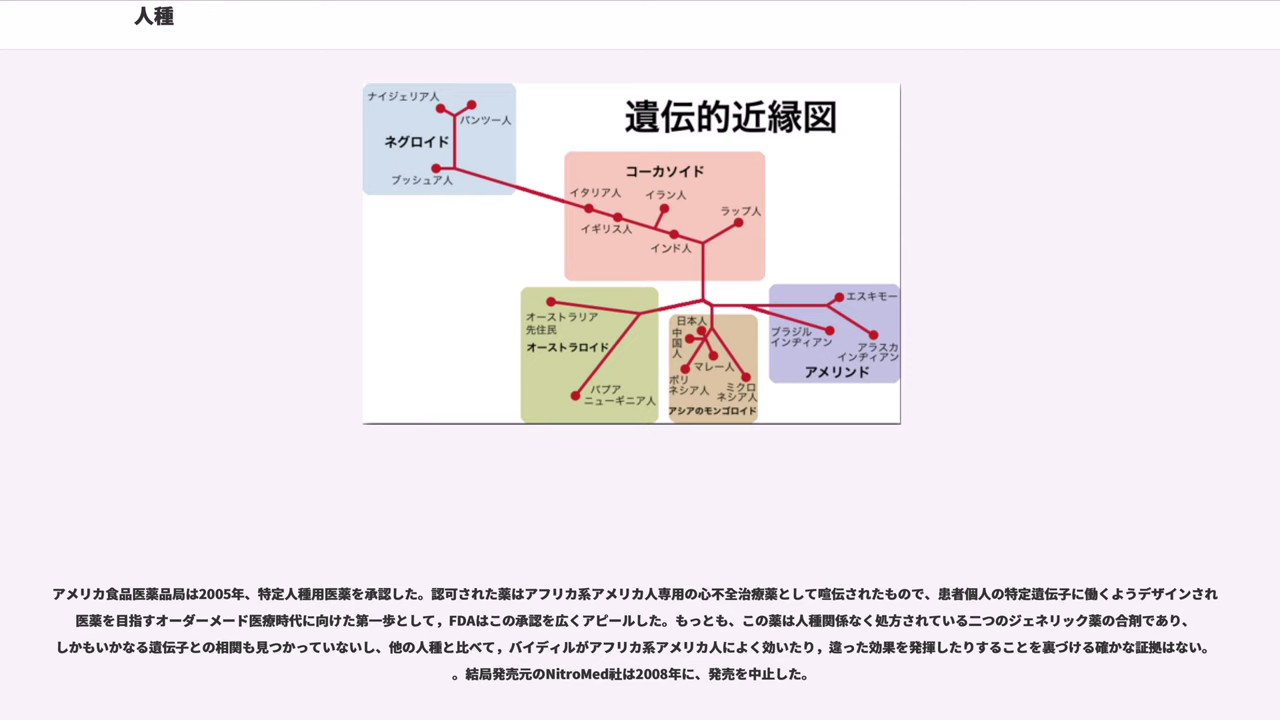 人種
遺伝的近縁図
ナイジェリア人
バンツー人
ネグロイド
ブッシュア人
コーカソイド
イタリア人
イラン人
ラップ人
イギリス人
インド人
オーストラリア
先住民
オーストラロイド
パプア
ニューギニア人
日本人
中
国
人
マレー人
ポリ
ネシア人
ミクロ
ネシア人
アジアのモンゴロイド
エスキモー
ブラジル
インディアン
アラスカ
インディアン
アメリンド
アメリカ食品医薬品局は2005年、特定人種用医薬を承認した。認可された薬はアフリカ系アメリカ人専用の心不全治療薬として喧伝されたもので、患者個人の特定遺伝子に働くようデザインされ
医薬を目指すオーダーメード医療時代に向けた第一歩として，FDAはこの承認を広くアピールした。もっとも、この薬は人種関係なく処方されている二つのジェネリック薬の合剤であり、
しかもいかなる遺伝子との相関も見つかっていないし、他の人種と比べて，バイディルがアフリカ系アメリカ人によく効いたり，違った効果を発揮したりすることを裏づける確かな証拠はない。
。結局発売元のNitroMed社は2008年に、発売を中止した。